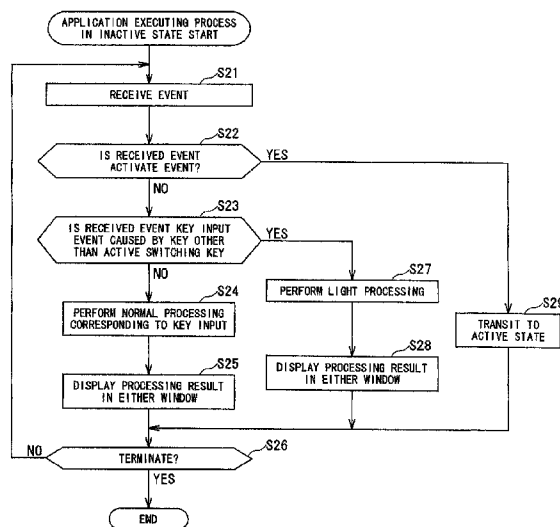 APPLICATION EXECUTING PROCESS
IN INACTIVE STATE START
S21
RECEIVE EVENT
S22
IS RECEIVED EVENT
ACTIVATE EVENT?
YES
NO
S23
IS RECEIVED EVENT KEY INPUT
EVENT CAUSED BY KEY OTHER
THAN ACTIVE SWITCHING KEY
YES
NO
S27
PERFORM LIGHT PROCESSING
S24
PERFORM NORMAL PROCESSING
CORRESPONDING TO KEY INPUT
S29
TRANSIT TO
ACTIVE STATE
S28
DISPLAY PROCESSING RESULT
IN EITHER WINDOW
S25
DISPLAY PROCESSING RESULT
IN EITHER WINDOW
S26
NO
TERMINATE?
YES
END